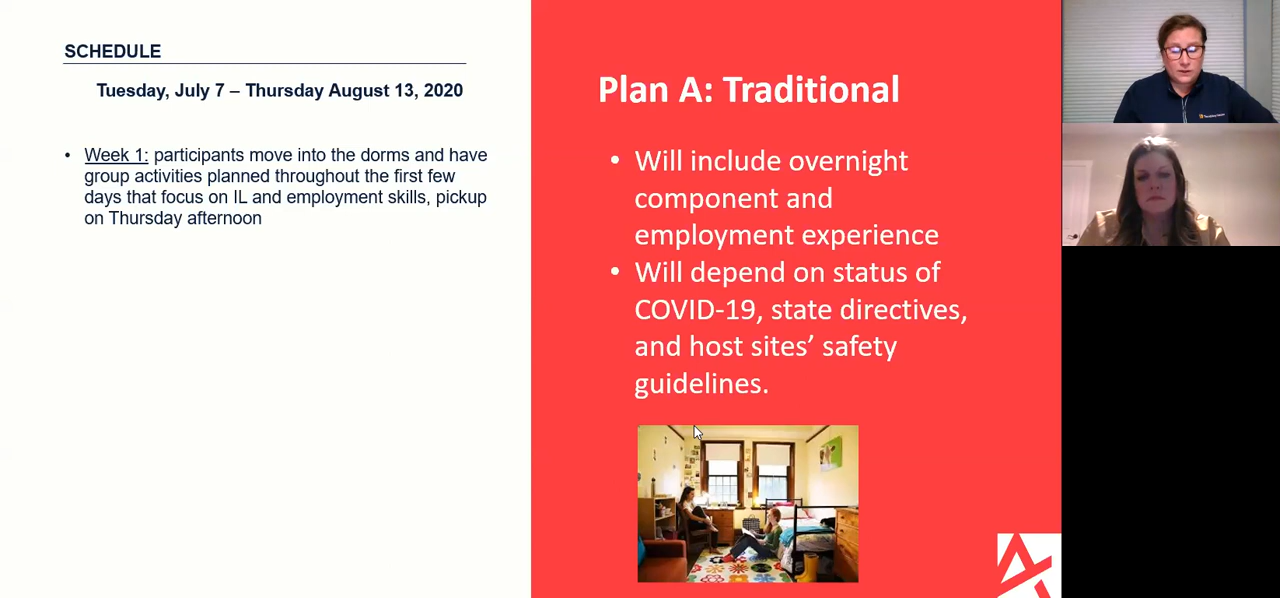 SCHEDULE
Tuesday, July 7 – Thursday August 13, 2020
• Week 1: participants move into the dorms and have
group activities planned throughout the first few
days that focus on IL and employment skills, pickup
on Thursday afternoon
Plan A: Traditional
• Will include overnight
component and
employment experience
• Will depend on status of
COVID-19, state directives,
and host sites’ safety
guidelines.